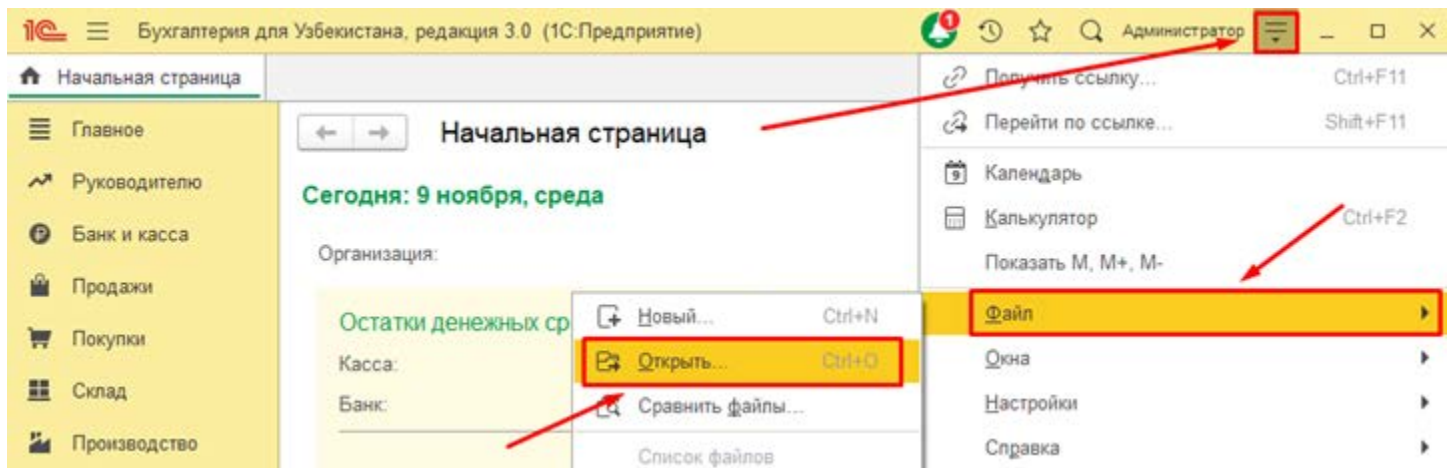 1С Бухгалтерия для Узбекистана, редакция 3.0 (1С:Предприятие) 1 Администратор
Начальная страница
Главное
Руководителю
Банк и касса
Продажи
Покупки
Склад
Производство
Начальная страница
Сегодня: 9 ноября, среда
Организация:
Остатки денежных ср
Касса:
Банк:
Новый... Ctrl+N
Открыть... Ctrl+O
Сравнить файлы...
Список файлов
Получить ссылку... Ctrl+F11
Перейти по ссылке... Shift+F11
9 Календарь
Калькулятор Ctrl+F2
Показать M, M+, M-
Файл
Окна
Настройки
Справка